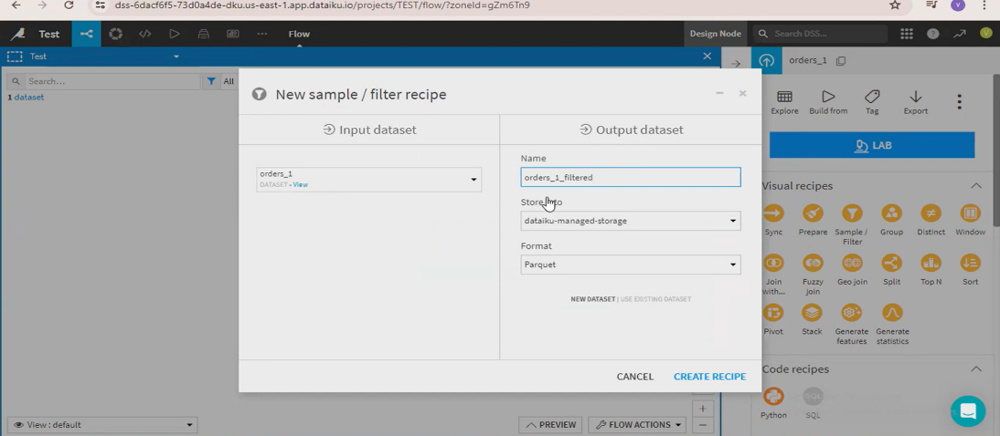 dss-6dacf6f5-73d0a4de-dku.us-east-1.app.dataiku.io/projects/TEST/flow/?zoneId=gZm6Tn9
V
Test
Flow
Design Node
Search DSS...
V
Test
Search...
All
1 dataset
New sample / filter recipe
Input dataset
Output dataset
orders_1
DATASET - View
Name
orders_1_filtered
Store into
dataiku-managed-storage
Format
Parquet
NEW DATASET | USE EXISTING DATASET
CANCEL
CREATE RECIPE
View : default
PREVIEW
FLOW ACTIONS
orders_1
Explore
Build from
Tag
Export
LAB
Visual recipes
Sync
Prepare
Sample / Filter
Group
Distinct
Window
Join with...
Fuzzy join
Geo join
Split
Top N
Sort
Pivot
Stack
Generate features
Generate statistics
Code recipes
Python
SQL